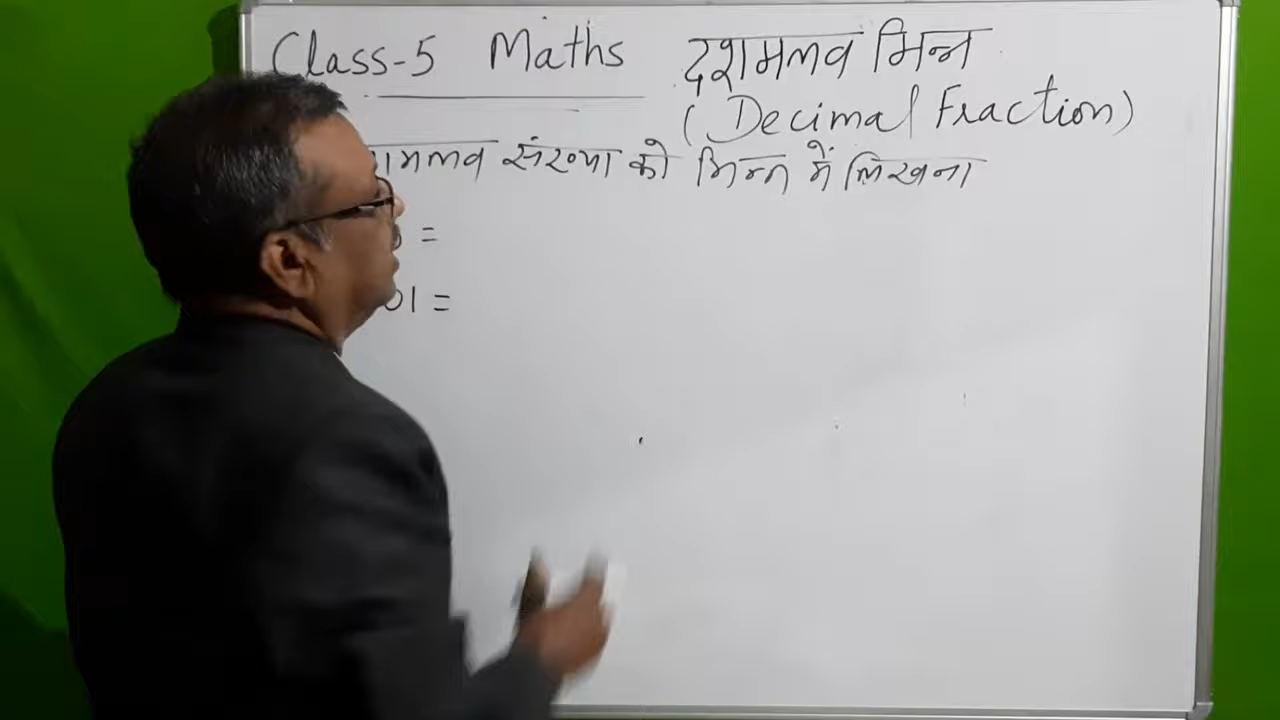 Class-5 Maths दशमलव भिन्न
(Decimal Fraction)
संख्या को भिन्न में लिखना
=
01 =